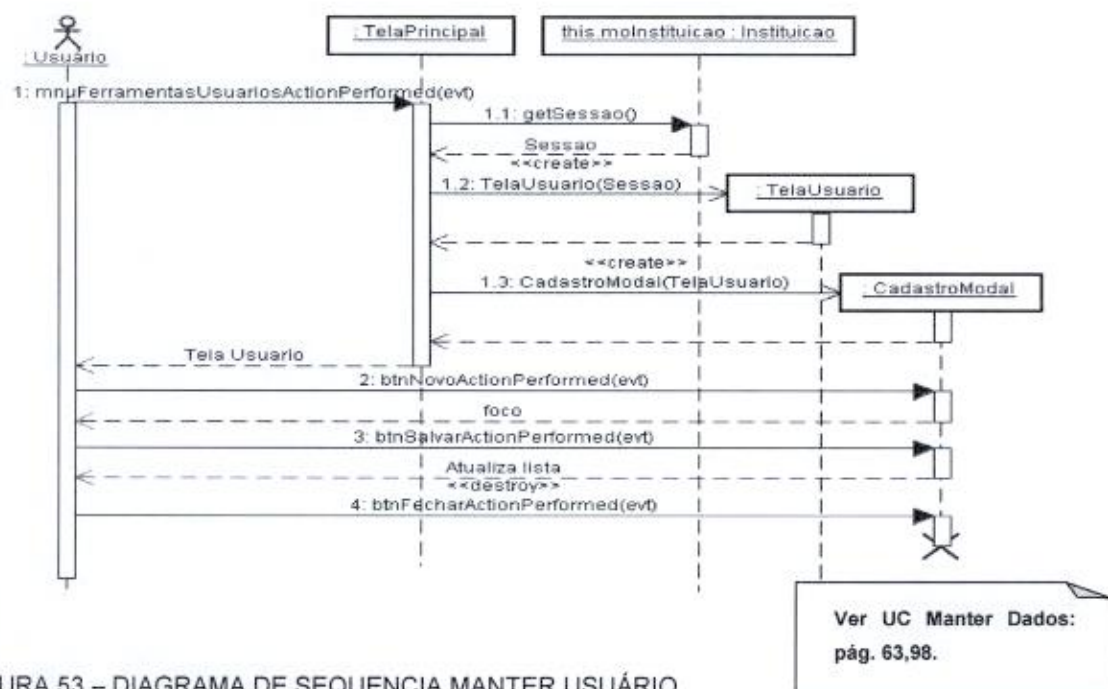 : TelaPrincipal
this.moInstituicao : Instituicao
: Usuário
1: mnuFerramentasUsuariosActionPerformed(evt)
1.1: getSessao()
Sessao
<<create>>
1.2: TelaUsuario(Sessao)
: TelaUsuario
<<create>>
1.3: CadastroModal(TelaUsuario)
: CadastroModal
Tela Usuario
2: btnNovoActionPerformed(evt)
foco
3: btnSalvarActionPerformed(evt)
Atualiza lista
<<destroy>>
4: btnFecharActionPerformed(evt)
Ver UC Manter Dados:
pág. 63,98.
URA 53 – DIAGRAMA DE SEQUENCIA MANTER USUÁRIO